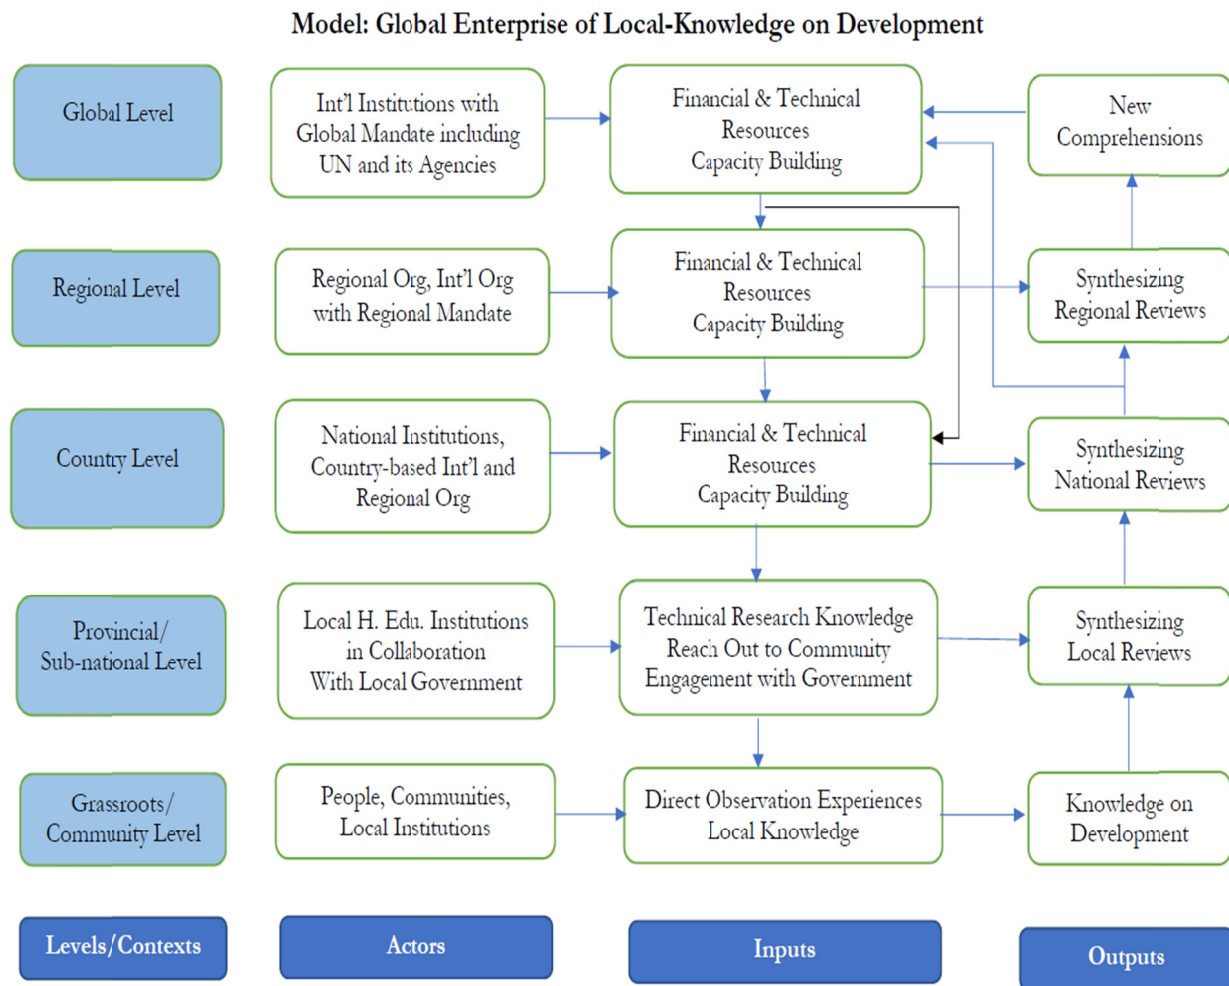 Model: Global Enterprise of Local-Knowledge on Development
Global Level
Int'l Institutions with
Global Mandate including
UN and its Agencies
Financial & Technical
Resources
Capacity Building
New
Comprehensions
Regional Level
Regional Org, Int'l Org
with Regional Mandate
Financial & Technical
Resources
Capacity Building
Synthesizing
Regional Reviews
Country Level
National Institutions,
Country-based Int'l and
Regional Org
Financial & Technical
Resources
Capacity Building
Synthesizing
National Reviews
Provincial/
Sub-national Level
Local H. Edu. Institutions
in Collaboration
With Local Government
Technical Research Knowledge
Reach Out to Community
Engagement with Government
Synthesizing
Local Reviews
Grassroots/
Community Level
People, Communities,
Local Institutions
Direct Observation Experiences
Local Knowledge
Knowledge on
Development
Levels/Contexts
Actors
Inputs
Outputs